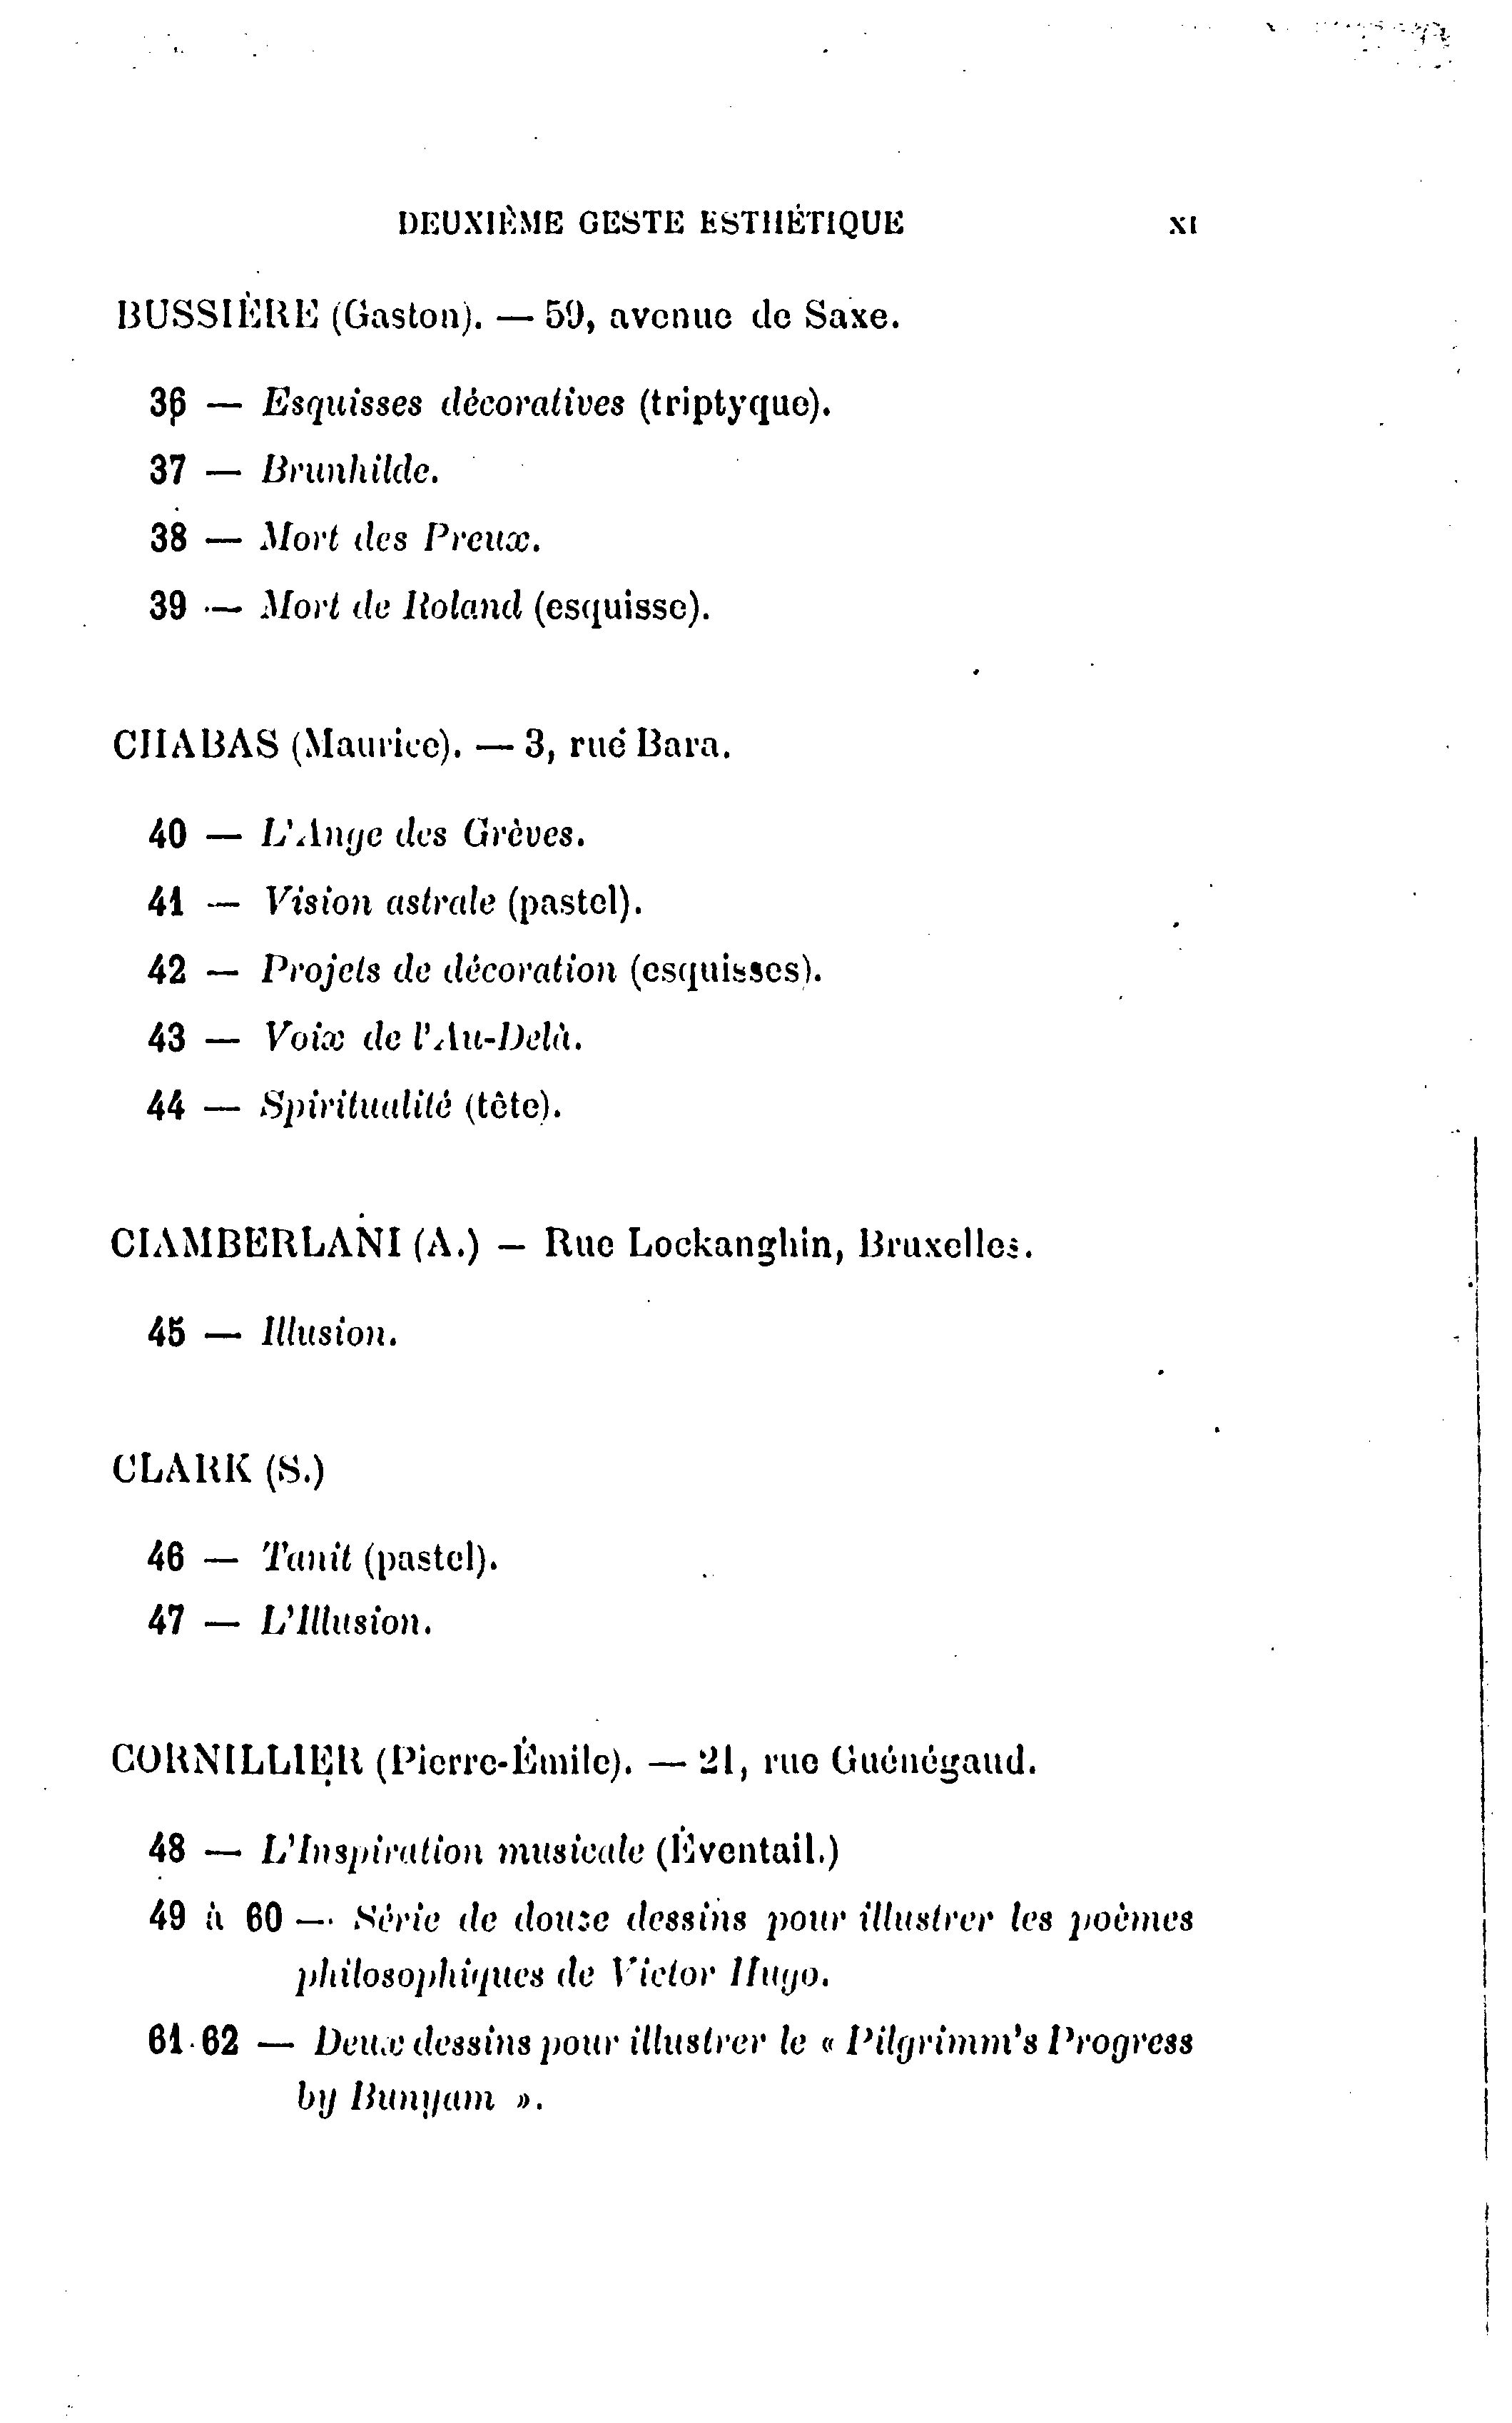 DEUXIÈME GESTE ESTHÉTIQUE XI
BUSSIÈRE (Gaston). — 59, avenue de Saxe.
36 — Esquisses décoratives (triptyque).
37 — Brunhilde.
38 — Mort des Preux.
39 — Mort de Roland (esquisse).
CHABAS (Maurice). — 3, rue Bara.
40 — L'Ange des Grèves.
41 — Vision astrale (pastel).
42 — Projets de décoration (esquisses).
43 — Voix de l'Au-Delà.
44 — Spiritualité (tête).
CIAMBERLANI (A.) — Rue Lockanghin, Bruxelles.
45 — Illusion.
CLARK (S.)
46 — Tanit (pastel).
47 — L'Illusion.
CORNILLIER (Pierre-Émile). — 21, rue Guénégaud.
48 — L'Inspiration musicale (Éventail.)
49 à 60 — Série de douze dessins pour illustrer les poèmes
philosophiques de Victor Hugo.
61-62 — Deux dessins pour illustrer le « Pilgrimm's Progress
by Bunyam ».